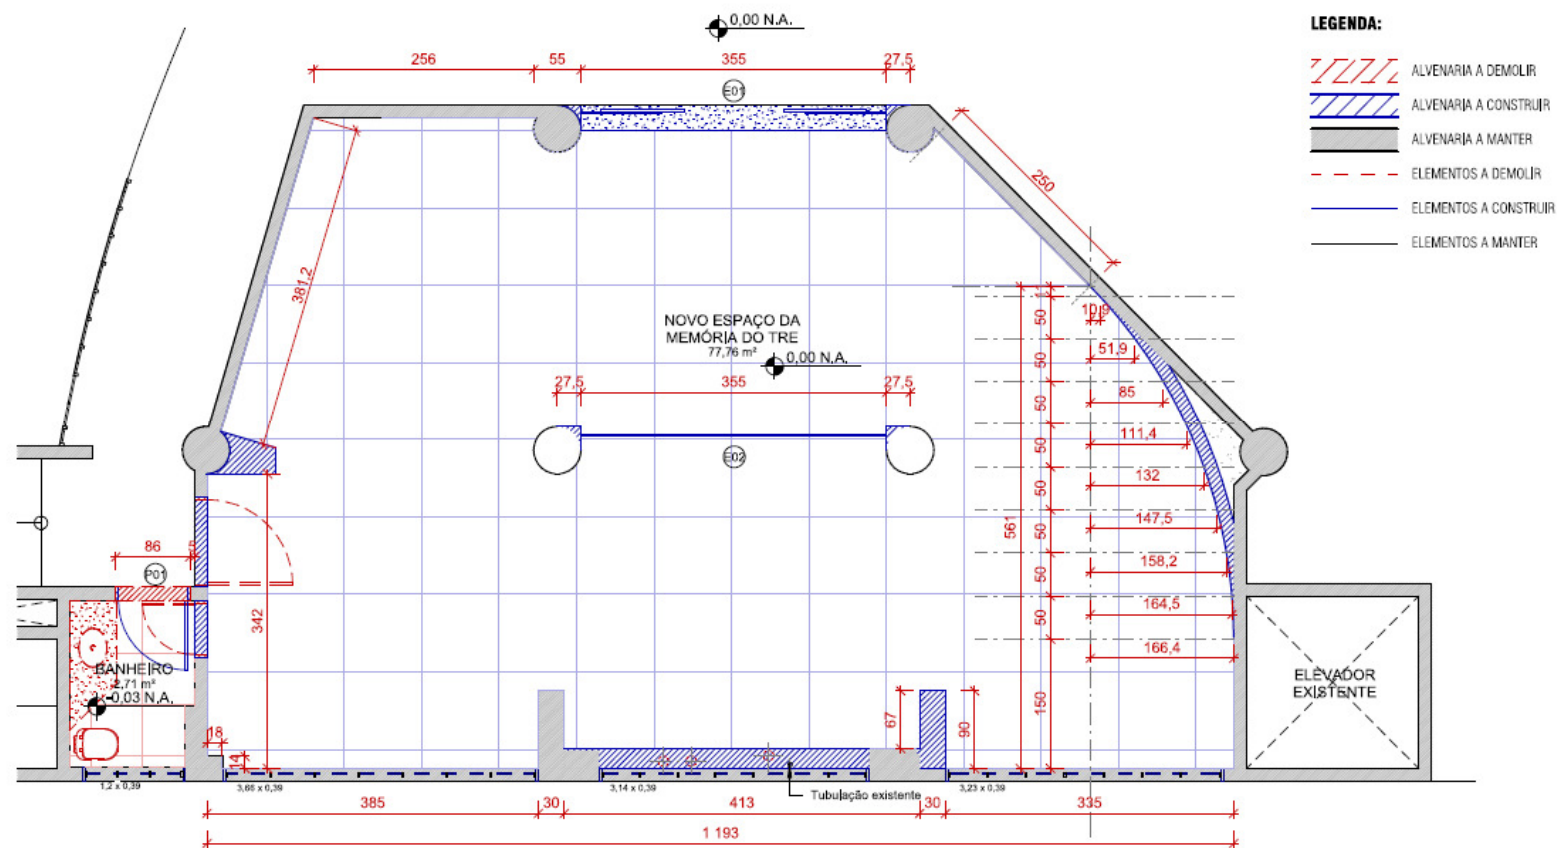 0,00 N.A.
LEGENDA:
ALVENARIA A DEMOLIR
ALVENARIA A CONSTRUIR
ALVENARIA A MANTER
ELEMENTOS A DEMOLIR
ELEMENTOS A CONSTRUIR
ELEMENTOS A MANTER
256
55
355
27,5
E01
250
381,2
NOVO ESPAÇO DA
MEMÓRIA DO TRE
77,76 m²
0,00 N.A.
27,5
355
27,5
E02
10,9
50
51,9
50
85
50
111,4
50
132
50
147,5
561
50
158,2
50
164,5
50
166,4
150
86
P01
342
BANHEIRO
2,71 m²
-0,03 N.A.
18
14
67
90
ELEVADOR
EXISTENTE
1,2 x 0,39
3,66 x 0,39
3,14 x 0,39
Tubulação existente
3,23 x 0,39
385
30
413
30
335
1 193